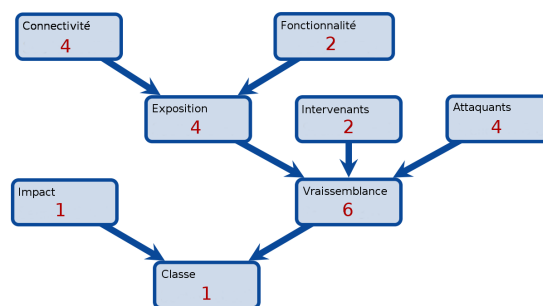 Connectivité
4
Fonctionnalité
2
Exposition
4
Intervenants
2
Attaquants
4
Impact
1
Vraissemblance
6
Classe
1